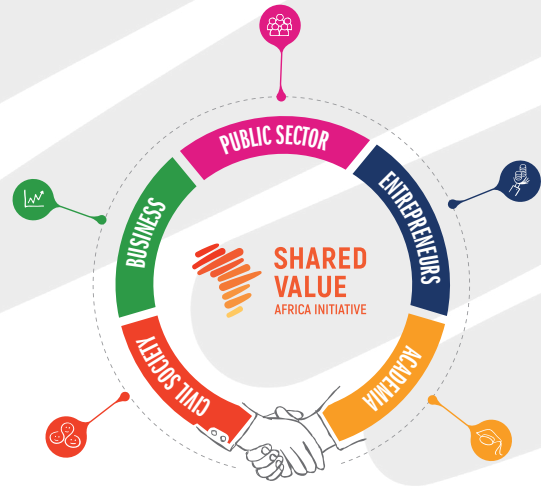 PUBLIC SECTOR
ENTREPRENEURS
ACADEMIA
CIVIL SOCIETY
BUSINESS
SHARED
VALUE
AFRICA INITIATIVE